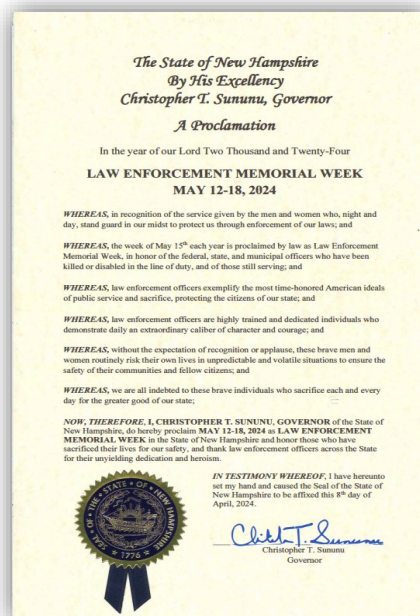 The State of New Hampshire
By His Excellency
Christopher T. Sununu, Governor
A Proclamation
In the year of our Lord Two Thousand and Twenty-Four
LAW ENFORCEMENT MEMORIAL WEEK
MAY 12-18, 2024
WHEREAS, in recognition of the service given by the men and women who, night and
day, stand guard in our midst to protect us through enforcement of our laws; and
WHEREAS, the week of May 15th each year is proclaimed by law as Law Enforcement
Memorial Week, in honor of the federal, state, and municipal officers who have been
killed or disabled in the line of duty, and of those still serving; and
WHEREAS, law enforcement officers exemplify the most time-honored American ideals
of public service and sacrifice, protecting the citizens of our state; and
WHEREAS, law enforcement officers are highly trained and dedicated individuals who
demonstrate daily an extraordinary caliber of character and courage; and
WHEREAS, without the expectation of recognition or applause, these brave men and
women routinely risk their own lives in unpredictable and volatile situations to ensure the
safety of their communities and fellow citizens; and
WHEREAS, we are all indebted to these brave individuals who sacrifice each and every
day for the greater good of our state;
NOW, THEREFORE, I, CHRISTOPHER T. SUNUNU, GOVERNOR of the State of
New Hampshire, do hereby proclaim MAY 12-18, 2024 as LAW ENFORCEMENT
MEMORIAL WEEK in the State of New Hampshire and honor those who have
sacrificed their lives for our safety, and thank law enforcement officers across the State
for their unyielding dedication and heroism.
SEAL OF THE STATE OF NEW HAMPSHIRE
1776
IN TESTIMONY WHEREOF, I have hereunto
set my hand and caused the Seal of the State of
New Hampshire to be affixed this 8th day of
April, 2024.
Christopher T. Sununu
Governor